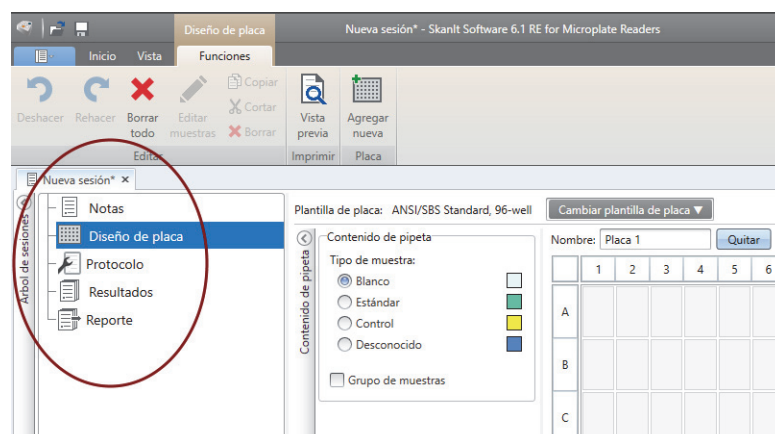 Diseño de placa
Nueva sesión* - SkanIt Software 6.1 RE for Microplate Readers
Inicio Vista Funciones
Deshacer Rehacer Borrar todo Editar muestras Copiar
Cortar
Borrar
Vista previa Agregar nueva
Editar Imprimir Placa
Nueva sesión* ×
Árbol de sesiones
Notas
Diseño de placa
Protocolo
Resultados
Reporte
Plantilla de placa: ANSI/SBS Standard, 96-well Cambiar plantilla de placa ▼
Contenido de pipeta
Contenido de pipeta
Tipo de muestra:
Blanco
Estándar
Control
Desconocido
Grupo de muestras
Nombre: Placa 1 Quitar
1 2 3 4 5 6
A
B
C